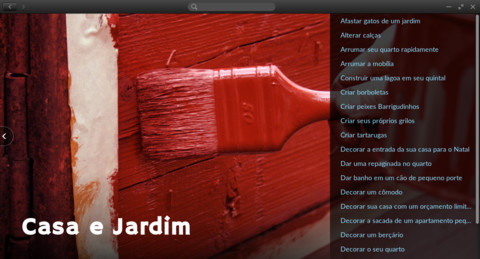 Afastar gatos de um jardim
Alterar calças
Arrumar seu quarto rapidamente
Arrumar a mobília
Construir uma lagoa em seu quintal
Criar borboletas
Criar peixes Barrigudinhos
Criar seus próprios grilos
Criar tartarugas
Decorar a entrada da sua casa para o Natal
Dar uma repaginada no quarto
Dar banho em um cão de pequeno porte
Decorar um cômodo
Decorar sua casa com um orçamento limit...
Decorar a sacada de um apartamento peq...
Decorar um berçário
Decorar o seu quarto
Casa e Jardim